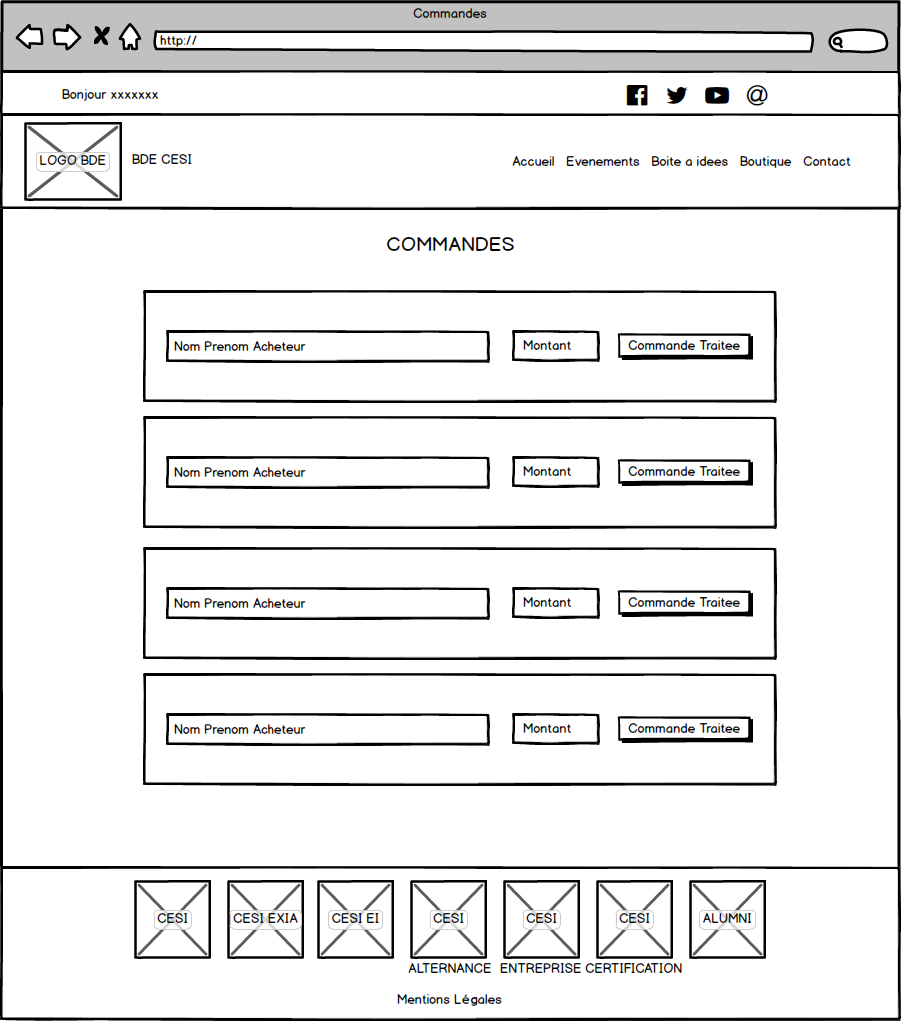 Commandes
http://
Bonjour xxxxxxx
LOGO BDE
BDE CESI
Accueil Evenements Boite a idees Boutique Contact
COMMANDES
Nom Prenom Acheteur Montant Commande Traitee
Nom Prenom Acheteur Montant Commande Traitee
Nom Prenom Acheteur Montant Commande Traitee
Nom Prenom Acheteur Montant Commande Traitee
CESI CESI EXIA CESI EI CESI CESI CESI ALUMNI
ALTERNANCE ENTREPRISE CERTIFICATION
Mentions Légales